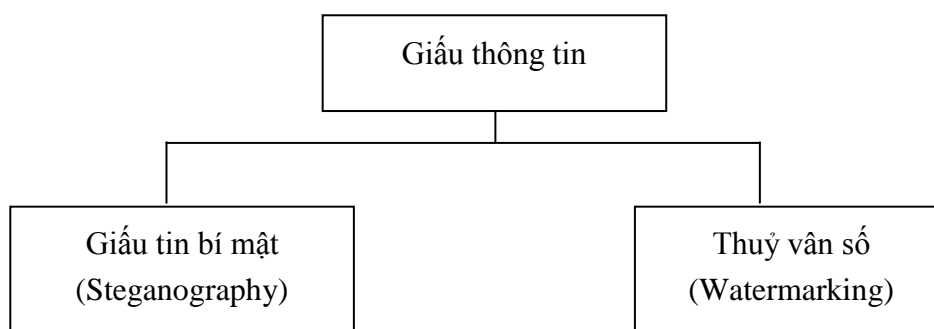 Giấu thông tin
Giấu tin bí mật
(Steganography)
Thuỷ vân số
(Watermarking)